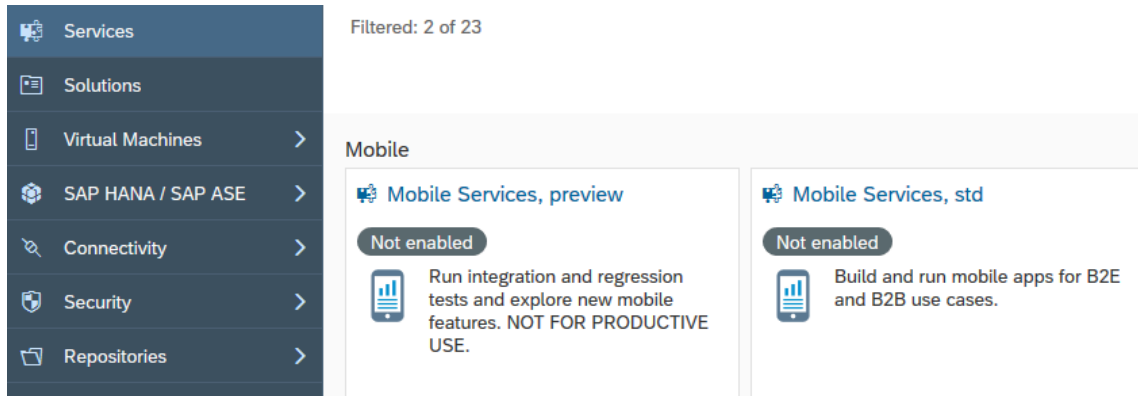 Services
Solutions
Virtual Machines
SAP HANA / SAP ASE
Connectivity
Security
Repositories
Filtered: 2 of 23
Mobile
Mobile Services, preview
Not enabled
Run integration and regression
tests and explore new mobile
features. NOT FOR PRODUCTIVE
USE.
Mobile Services, std
Not enabled
Build and run mobile apps for B2E
and B2B use cases.